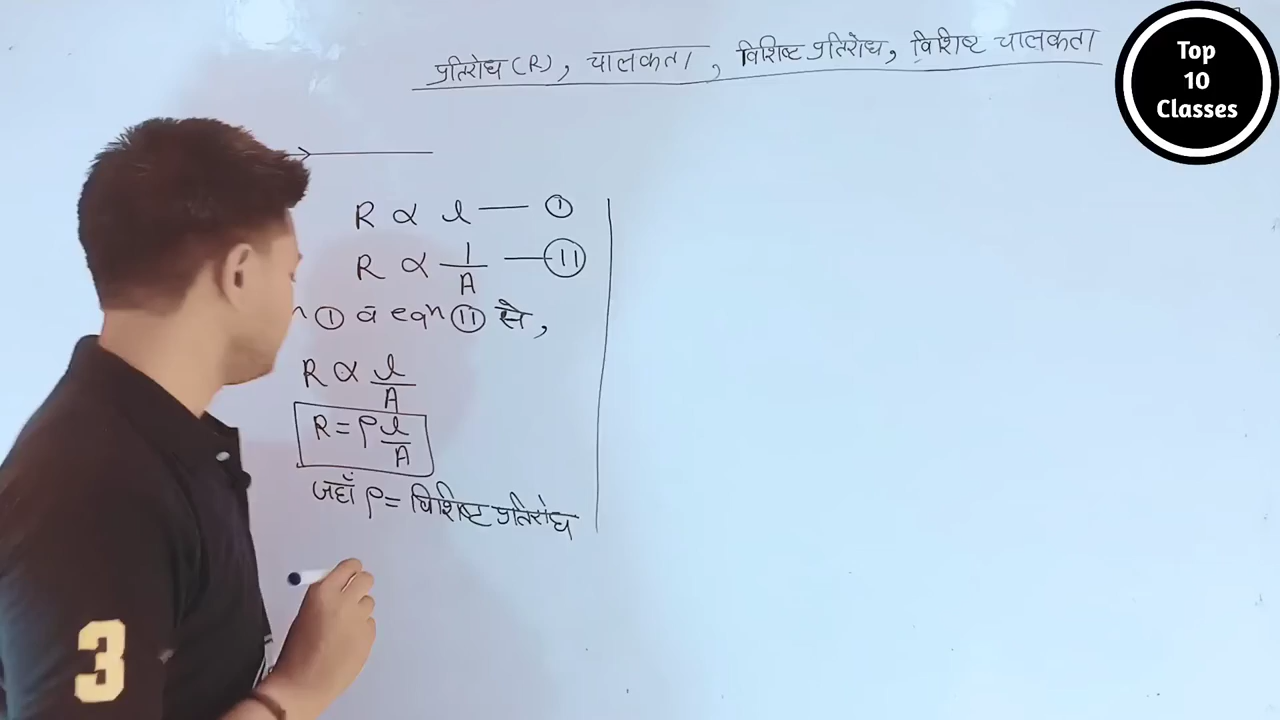 प्रतिरोध (R), चालकता, विशिष्ट प्रतिरोध, विशिष्ट चालकता
Top
10
Classes
R ∝ l — ①
R ∝ 1/A — ⑪
n ① व eqn ⑪ से,
R ∝ l/A
R = ρ l/A
जहाँ ρ = विशिष्ट प्रतिरोध
3